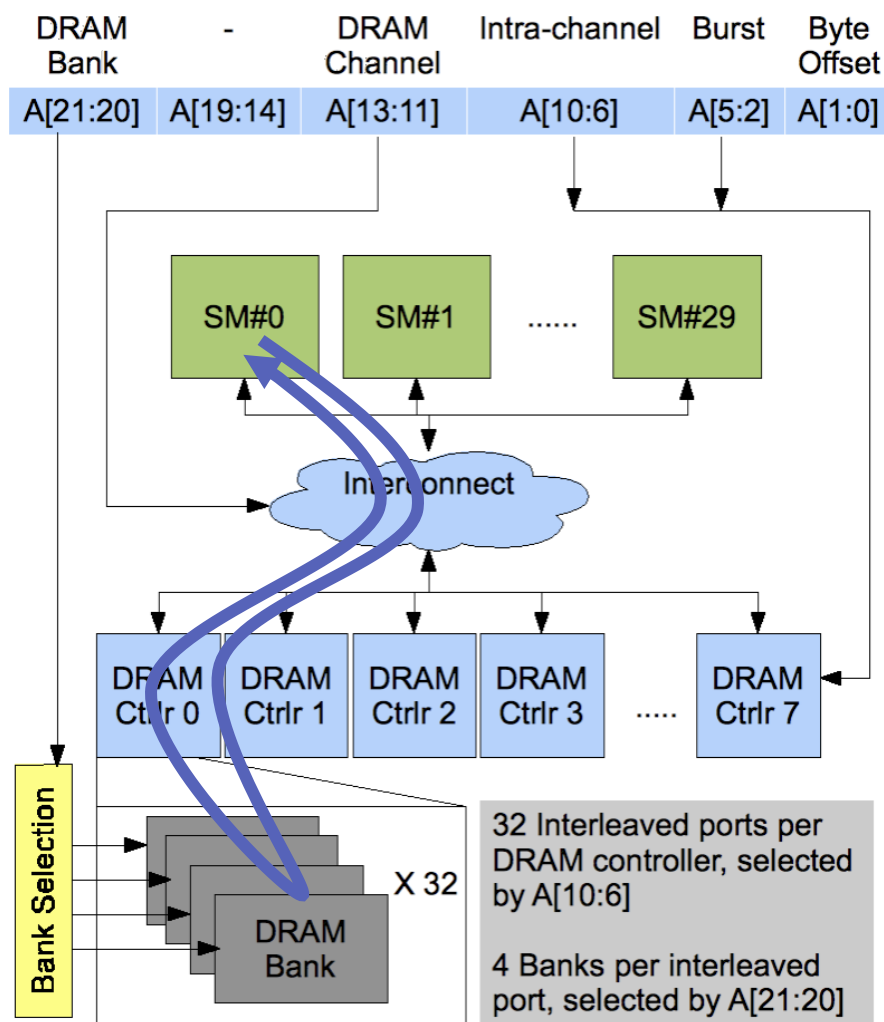 DRAM Bank
-
DRAM Channel
Intra-channel
Burst
Byte Offset
A[21:20]
A[19:14]
A[13:11]
A[10:6]
A[5:2]
A[1:0]
SM#0
SM#1
......
SM#29
Interconnect
DRAM
Ctrlr 0
DRAM
Ctrlr 1
DRAM
Ctrlr 2
DRAM
Ctrlr 3
.....
DRAM
Ctrlr 7
Bank Selection
X 32
DRAM
Bank
32 Interleaved ports per
DRAM controller, selected
by A[10:6]
4 Banks per interleaved
port, selected by A[21:20]